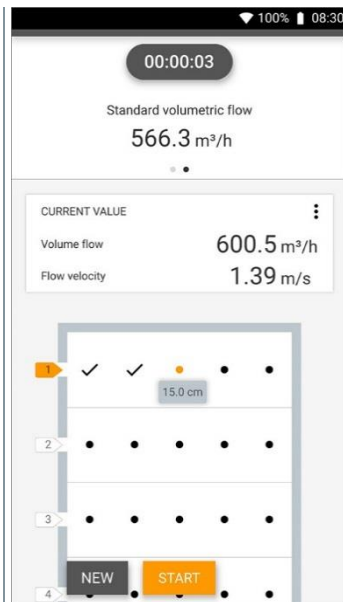 100% 08:30
00:00:03
Standard volumetric flow
566.3 m³/h
CURRENT VALUE
Volume flow 600.5 m³/h
Flow velocity 1.39 m/s
1
15.0 cm
2
3
4
NEW START